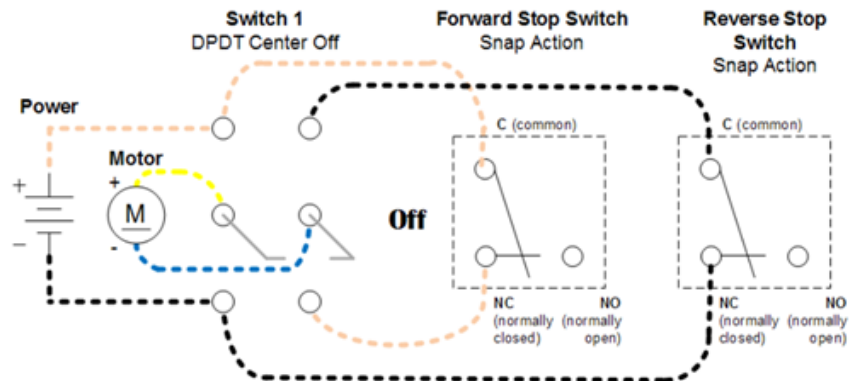 Switch 1
DPDT Center Off
Forward Stop Switch
Snap Action
Reverse Stop
Switch
Snap Action
Power
+
−
Motor
+
M
-
Off
C (common)
NC
(normally
closed)
NO
(normally
open)
C (common)
NC
(normally
closed)
NO
(normally
open)